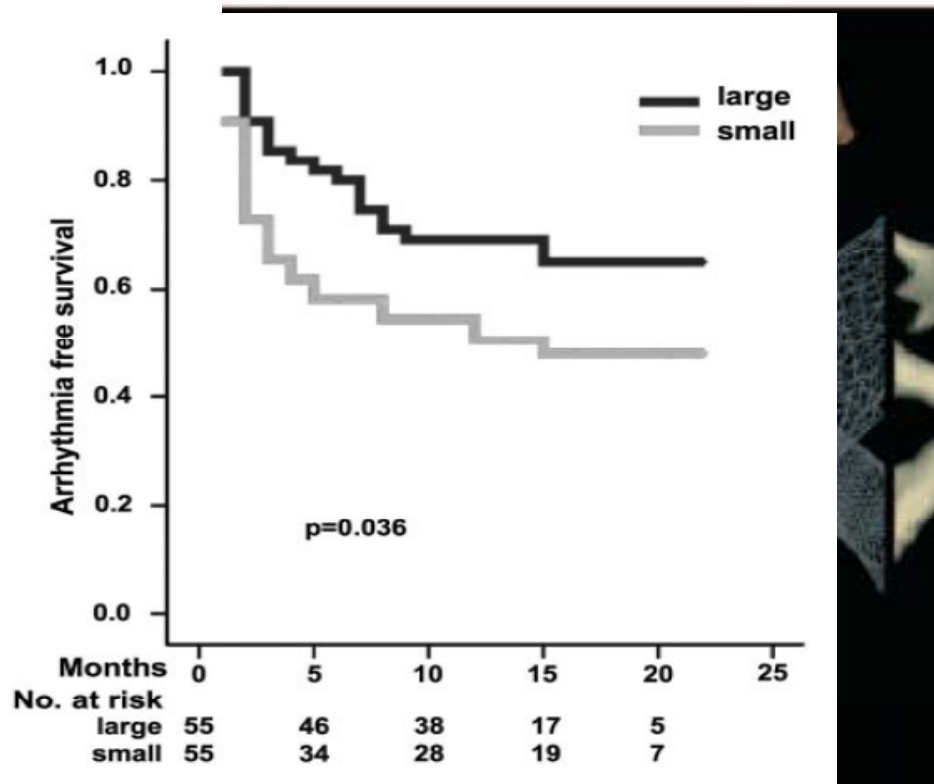 1.0
0.8
0.6
0.4
0.2
0.0
Arrhythmia free survival
large
small
p=0.036
Months 0 5 10 15 20 25
No. at risk
large 55 46 38 17 5
small 55 34 28 19 7